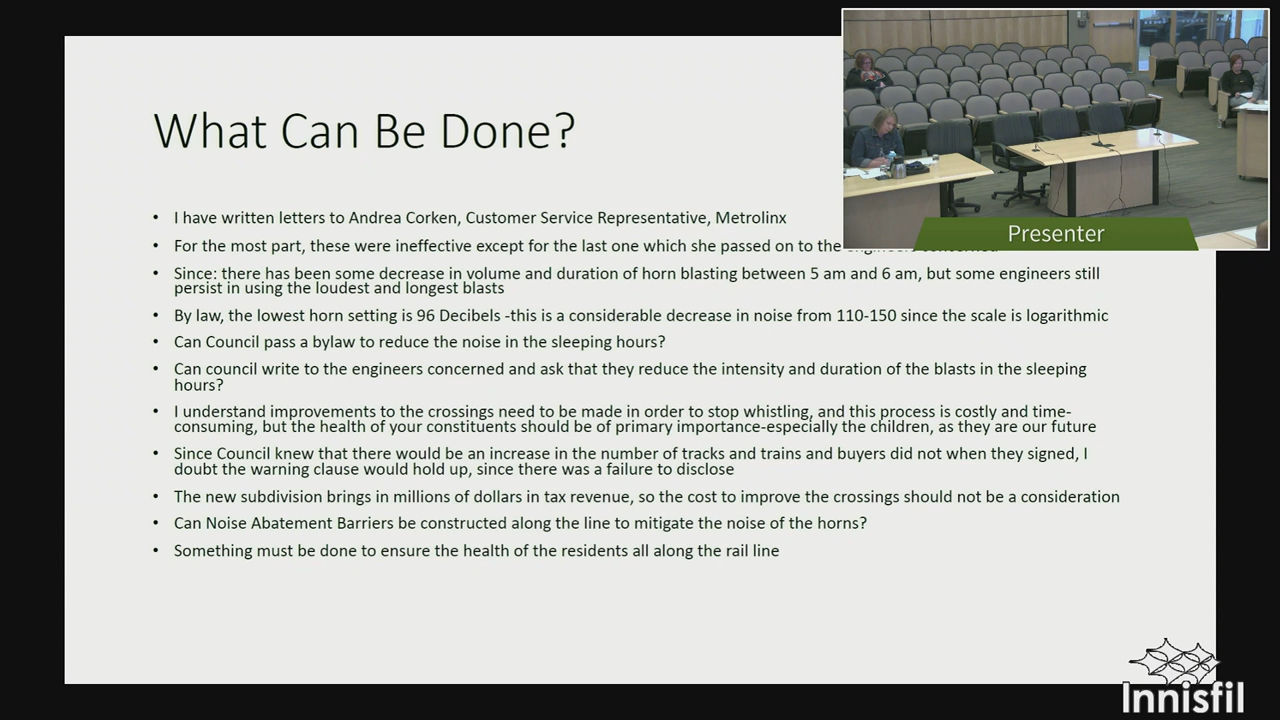 What Can Be Done?
• I have written letters to Andrea Corken, Customer Service Representative, Metrolinx
• For the most part, these were ineffective except for the last one which she passed on to the
• Since: there has been some decrease in volume and duration of horn blasting between 5 am and 6 am, but some engineers still
persist in using the loudest and longest blasts
• By law, the lowest horn setting is 96 Decibels -this is a considerable decrease in noise from 110-150 since the scale is logarithmic
• Can Council pass a bylaw to reduce the noise in the sleeping hours?
• Can council write to the engineers concerned and ask that they reduce the intensity and duration of the blasts in the sleeping
hours?
• I understand improvements to the crossings need to be made in order to stop whistling, and this process is costly and time-
consuming, but the health of your constituents should be of primary importance-especially the children, as they are our future
• Since Council knew that there would be an increase in the number of tracks and trains and buyers did not when they signed, I
doubt the warning clause would hold up, since there was a failure to disclose
• The new subdivision brings in millions of dollars in tax revenue, so the cost to improve the crossings should not be a consideration
• Can Noise Abatement Barriers be constructed along the line to mitigate the noise of the horns?
• Something must be done to ensure the health of the residents all along the rail line
Presenter
Innisfil